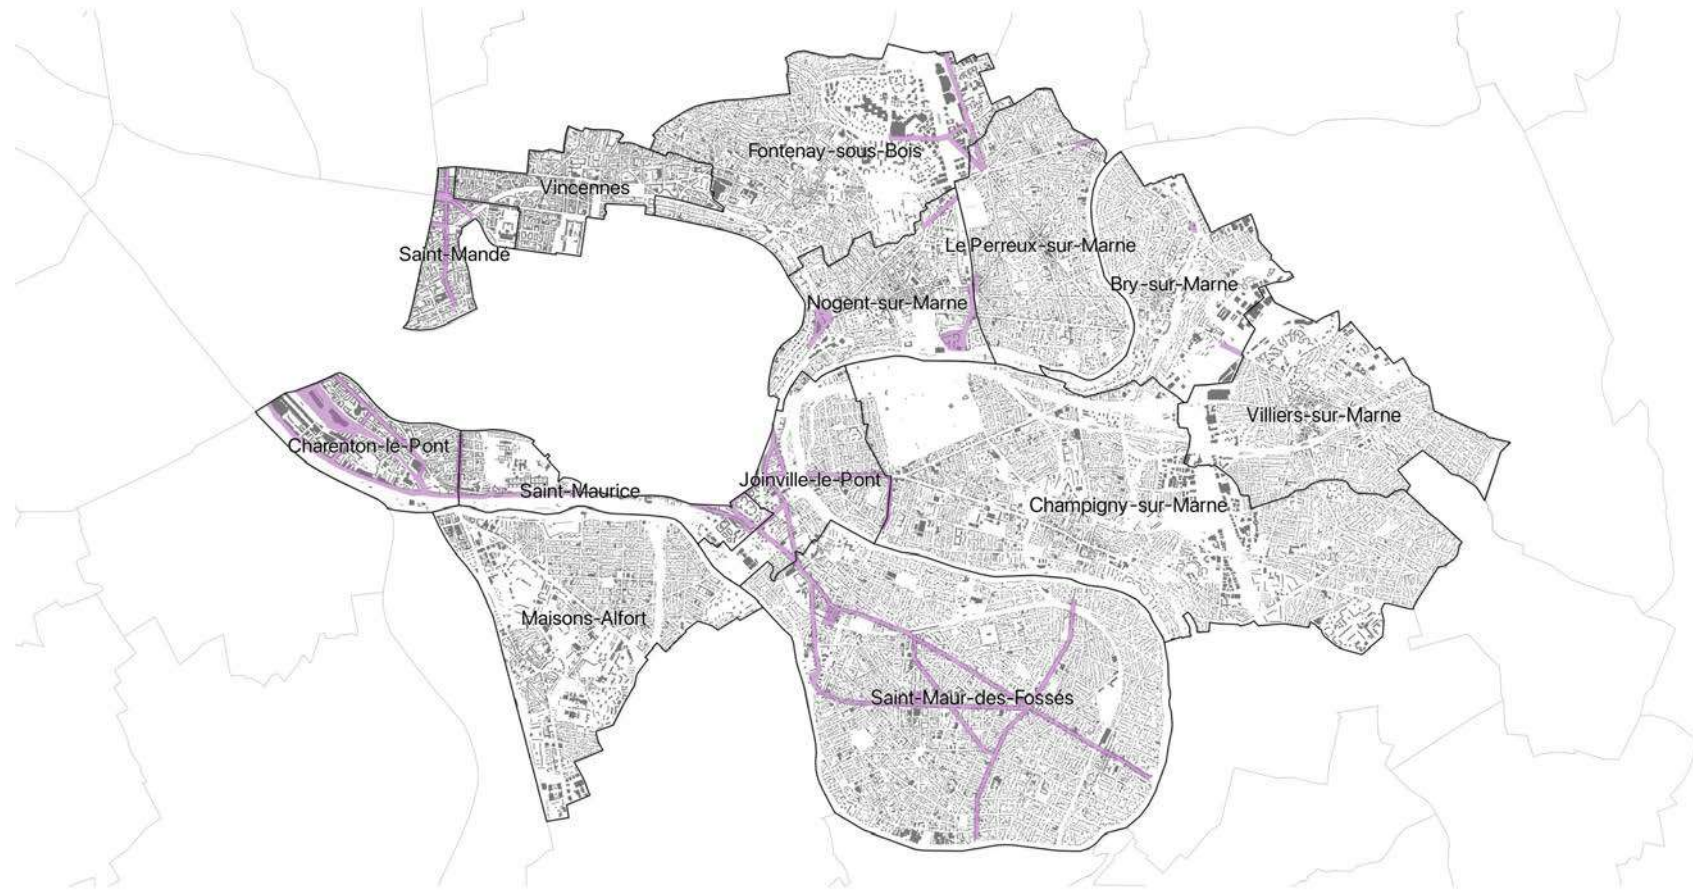 Fontenay-sous-Bois
Vincennes
Saint-Mandé
Le Perreux-sur-Marne
Bry-sur-Marne
Nogent-sur-Marne
Villiers-sur-Marne
Charenton-le-Pont
Joinville-le-Pont
Saint-Maurice
Champigny-sur-Marne
Maisons-Alfort
Saint-Maur-des-Fossés